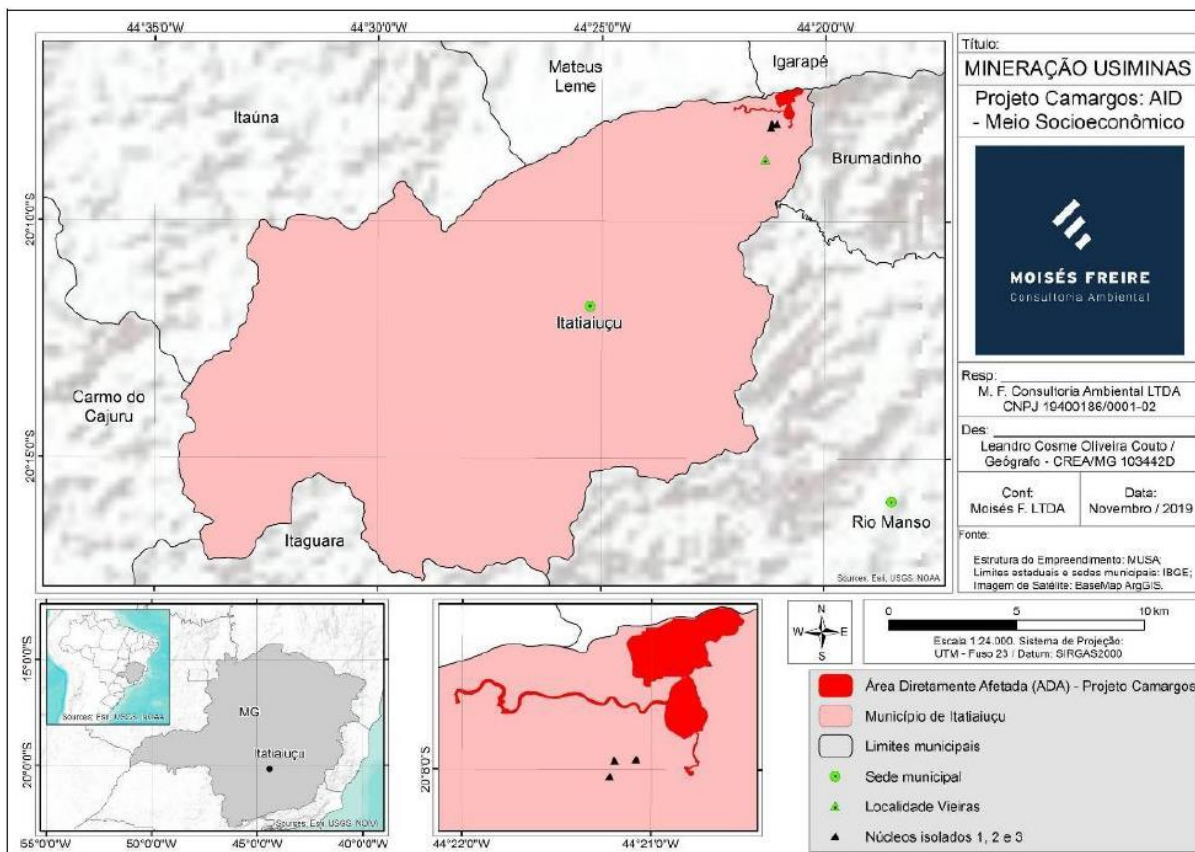 44°35'0"W
44°30'0"W
44°25'0"W
44°20'0"W
20°10'0"S
20°15'0"S
Igarapé
Mateus
Leme
Itaúna
Brumadinho
Itatiaiuçu
Carmo do
Cajuru
Rio Manso
Itaguara
Sources: Esri, USGS, NOAA
Título:
MINERAÇÃO USIMINAS
Projeto Camargos: AID
- Meio Socioeconômico
MOISÉS FREIRE
Consultoria Ambiental
Resp:
M. F. Consultoria Ambiental LTDA
CNPJ 19400186/0001-02
Des:
Leandro Cosme Oliveira Couto /
Geógrafo - CREA/MG 103442D
Conf:
Moisés F. LTDA
Data:
Novembro / 2019
Fonte:
Estrutura do Empreendimento: MUSA;
Limites estaduais e sedes municipais: IBGE;
Imagem de Satélite: BaseMap ArgGIS.
Sources: Esri, USGS, NOAA
MG
Itatiaiuçu
Sources: Esri, USGS, NOAA
15°0'0"S
20°0'0"S
55°0'0"W
50°0'0"W
45°0'0"W
40°0'0"W
20°8'0"S
44°22'0"W
44°21'0"W
N
W E
S
0 5 10 km
Escala 1:24.000. Sistema de Projeção:
UTM - Fuso 23 / Datum: SIRGAS2000
Área Diretamente Afetada (ADA) - Projeto Camargos
Município de Itatiaiuçu
Limites municipais
Sede municipal
Localidade Vieiras
Núcleos isolados 1, 2 e 3